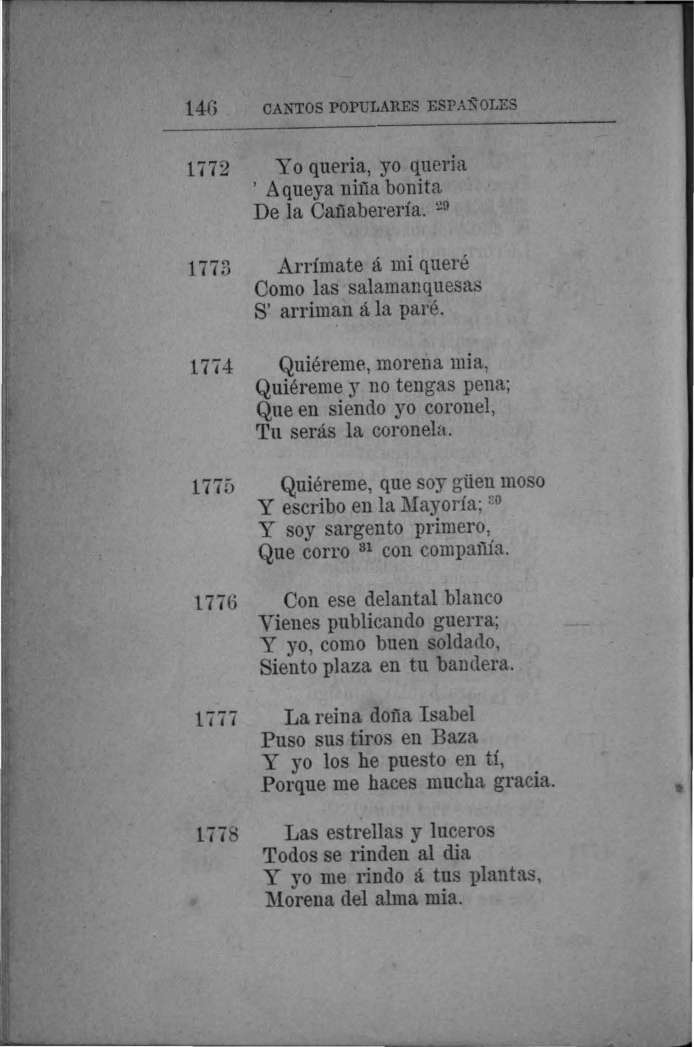 146 CANTOS POPULARES ESPAÑOLES
1772 Yo queria, yo queria
' Aqueya niña bonita
De la Cañaberería. 29
1773 Arrímate á mi queré
Como las salamanquesas
S' arriman á la paré.
1774 Quiéreme, morena mia,
Quiéreme y no tengas pena;
Que en siendo yo coronel,
Tu serás la coronela.
1775 Quiéreme, que soy güen moso
Y escribo en la Mayoría; 30
Y soy sargento primero,
Que corro 31 con compañía.
1776 Con ese delantal blanco
Vienes publicando guerra;
Y yo, como buen soldado,
Siento plaza en tu bandera.
1777 La reina doña Isabel
Puso sus tiros en Baza
Y yo los he puesto en tí,
Porque me haces mucha gracia.
1778 Las estrellas y luceros
Todos se rinden al dia
Y yo me rindo á tus plantas,
Morena del alma mia.